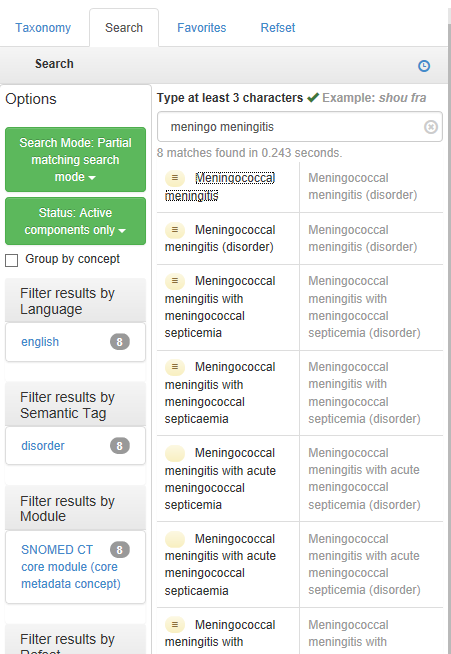 Taxonomy Search Favorites Refset
Search
Options
Search Mode: Partial
matching search
mode
Status: Active
components only
Group by concept
Filter results by
Language
english 8
Filter results by
Semantic Tag
disorder 8
Filter results by
Module
SNOMED CT 8
core module (core
metadata concept)
Filter results by
Refset
Type at least 3 characters ✓ Example: shou fra
meningo meningitis
8 matches found in 0.243 seconds.
Meningococcal
meningitis
Meningococcal
meningitis (disorder)
Meningococcal
meningitis (disorder)
Meningococcal
meningitis (disorder)
Meningococcal
meningitis with
meningococcal
septicemia
Meningococcal
meningitis with
meningococcal
septicemia (disorder)
Meningococcal
meningitis with
meningococcal
septicaemia
Meningococcal
meningitis with
meningococcal
septicemia (disorder)
Meningococcal
meningitis with acute
meningococcal
septicemia
Meningococcal
meningitis with acute
meningococcal
septicemia (disorder)
Meningococcal
meningitis with acute
meningococcal
septicaemia
Meningococcal
meningitis with acute
meningococcal
septicemia (disorder)
Meningococcal
meningitis with
Meningococcal
meningitis with